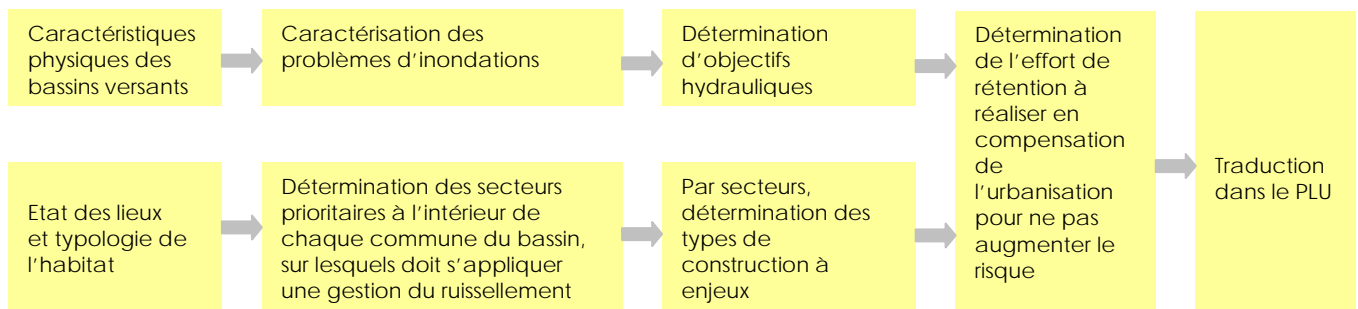 Caractéristiques
physiques des
bassins versants
Caractérisation des
problèmes d'inondations
Détermination
d'objectifs
hydrauliques
Etat des lieux
et typologie de
l'habitat
Détermination des secteurs
prioritaires à l'intérieur de
chaque commune du bassin,
sur lesquels doit s'appliquer
une gestion du ruissellement
Par secteurs,
détermination des
types de
construction à
enjeux
Détermination
de l'effort de
rétention à
réaliser en
compensation
de
l'urbanisation
pour ne pas
augmenter le
risque
Traduction
dans le PLU